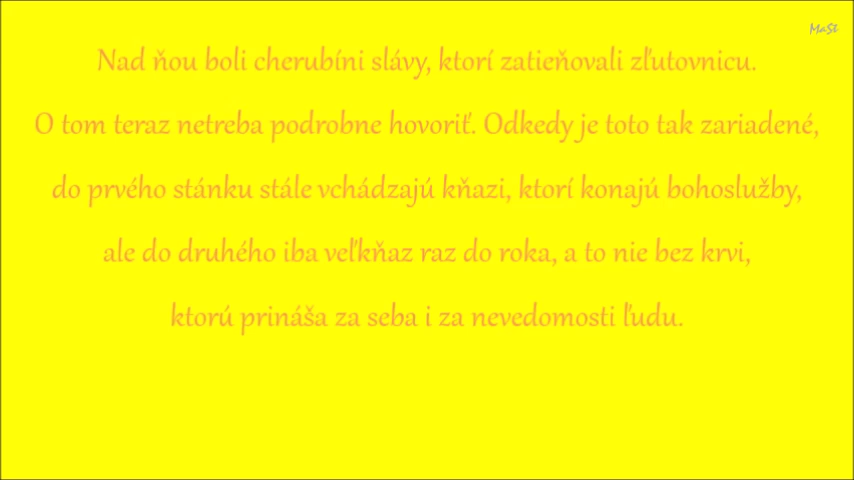 MaSt
Nad ňou boli cherubíni slávy, ktorí zatieňovali zľutovnicu.
O tom teraz netreba podrobne hovoriť. Odkedy je toto tak zariadené,
do prvého stánku stále vchádzajú kňazi, ktorí konajú bohoslužby,
ale do druhého iba veľkňaz raz do roka, a to nie bez krvi,
ktorú prináša za seba i za nevedomosti ľudu.